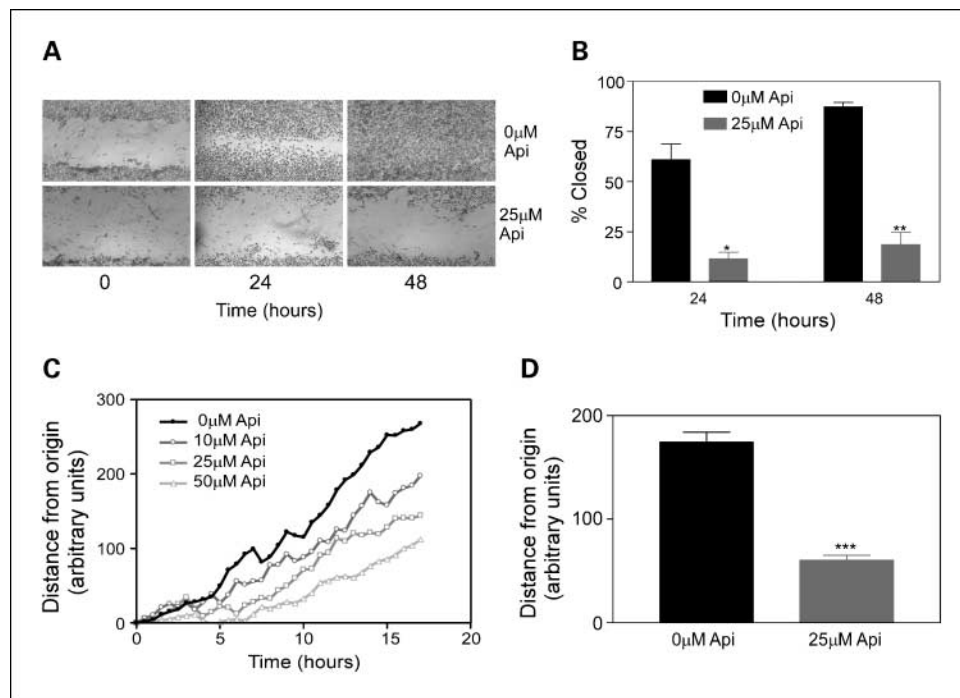 A
0μM
Api
25μM
Api
0
24
48
Time (hours)
B
% Closed
100
75
50
25
0
0μM Api
25μM Api
*
**
24
48
Time (hours)
C
Distance from origin
(arbitrary units)
300
200
100
0
0μM Api
10μM Api
25μM Api
50μM Api
0
5
10
15
20
Time (hours)
D
Distance from origin
(arbitrary units)
200
100
0
***
0μM Api
25μM Api